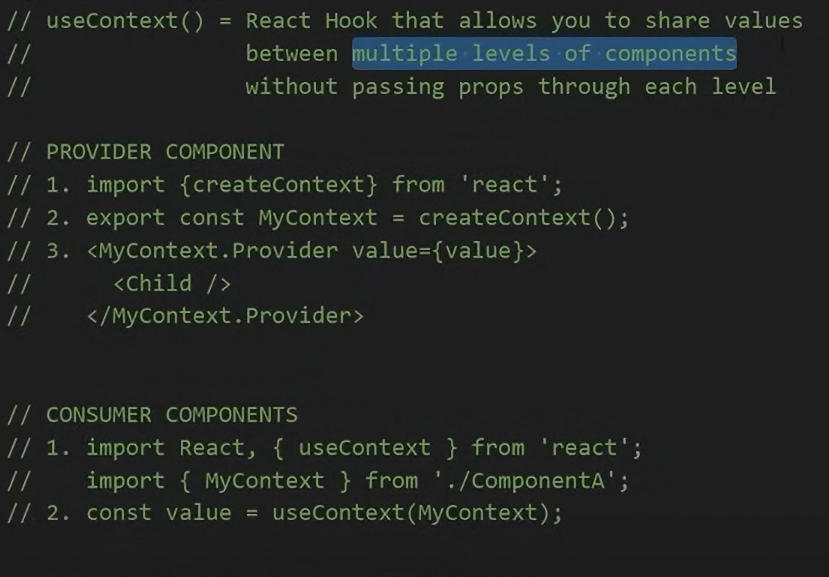 // useContext() = React Hook that allows you to share values
//                between multiple levels of components
//                without passing props through each level
// PROVIDER COMPONENT
// 1. import {createContext} from 'react';
// 2. export const MyContext = createContext();
// 3. <MyContext.Provider value={value}>
//      <Child />
//    </MyContext.Provider>
// CONSUMER COMPONENTS
// 1. import React, { useContext } from 'react';
//    import { MyContext } from './ComponentA';
// 2. const value = useContext(MyContext);